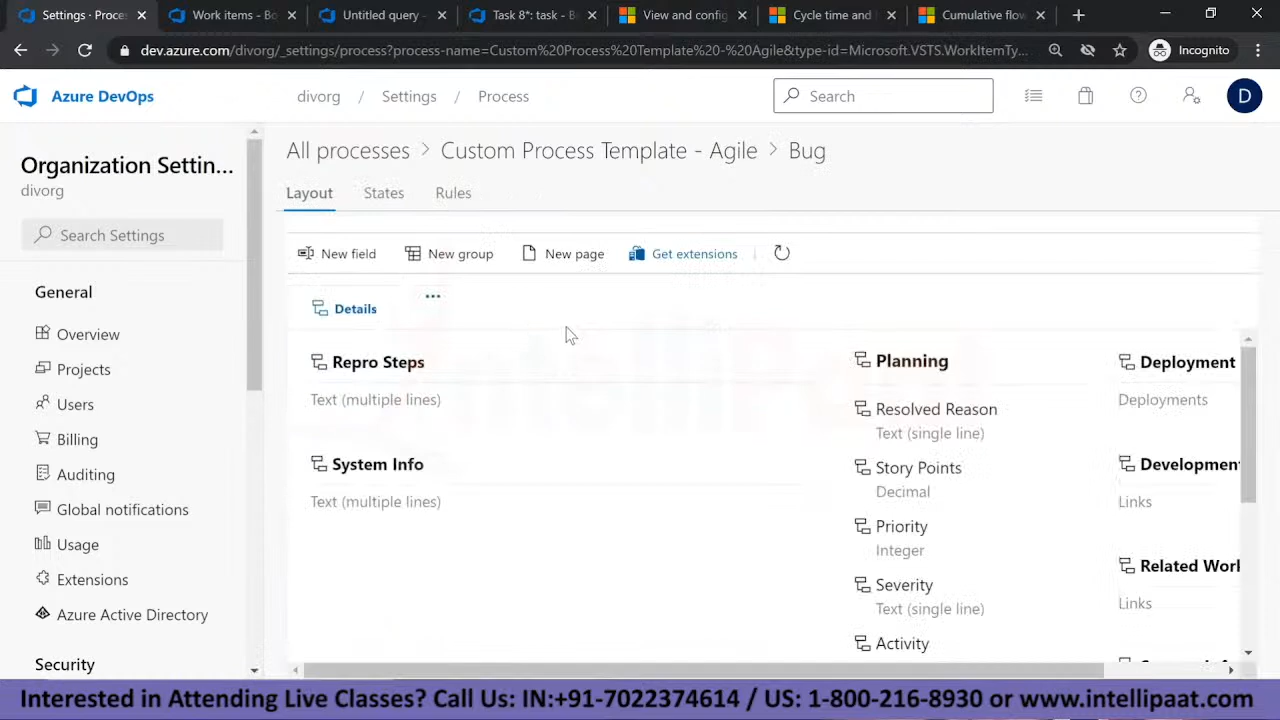 Settings · Proces
Work items - Bo
Untitled query -
Task 8*: task - B
View and config
Cycle time and
Cumulative flow
dev.azure.com/divorg/_settings/process?process-name=Custom%20Process%20Template%20-%20Agile&type-id=Microsoft.VSTS.WorkItemTy...
Incognito
Azure DevOps
divorg / Settings / Process
Search
D
Organization Settin...
divorg
Search Settings
General
Overview
Projects
Users
Billing
Auditing
Global notifications
Usage
Extensions
Azure Active Directory
Security
All processes > Custom Process Template - Agile > Bug
Layout States Rules
New field New group New page Get extensions
Details
Repro Steps
Text (multiple lines)
System Info
Text (multiple lines)
Planning
Resolved Reason
Text (single line)
Story Points
Decimal
Priority
Integer
Severity
Text (single line)
Activity
Deployment
Deployments
Development
Links
Related Work
Links
Interested in Attending Live Classes? Call Us: IN:+91-7022374614 / US: 1-800-216-8930 or www.intellipaat.com